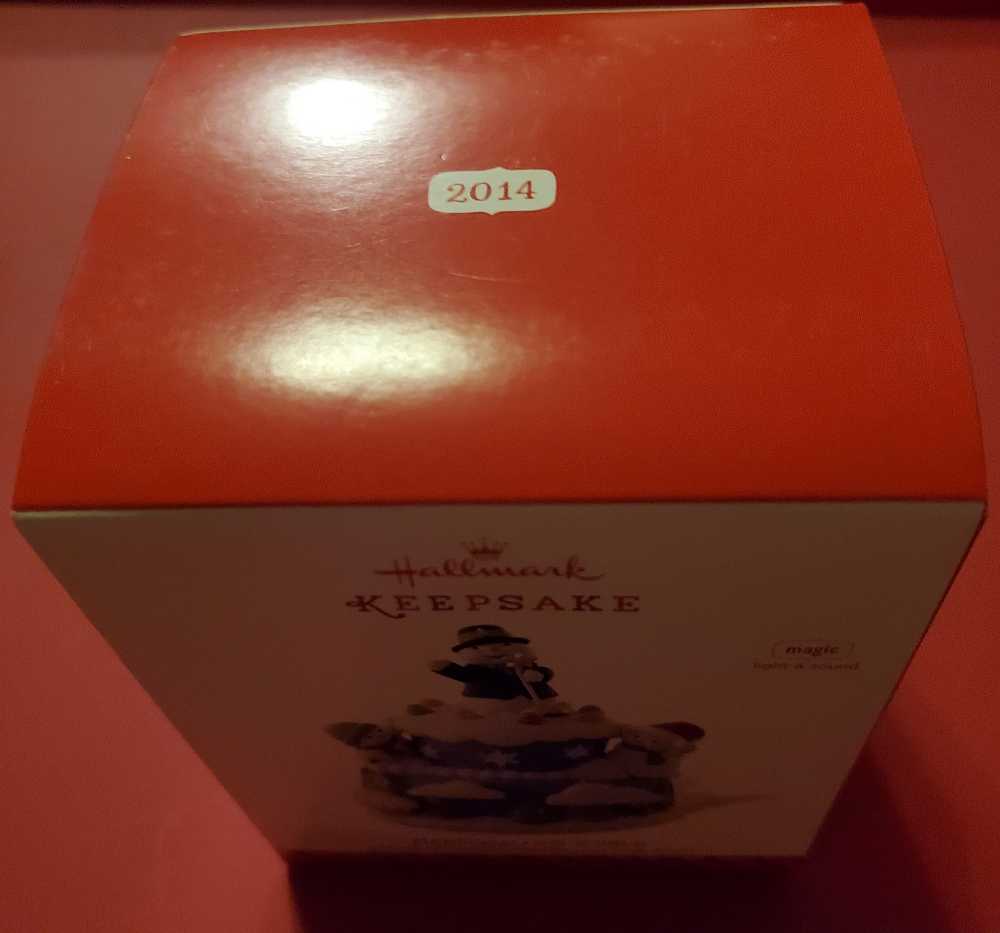 2014
Hallmark
KEEPSAKE
magic
light & sound